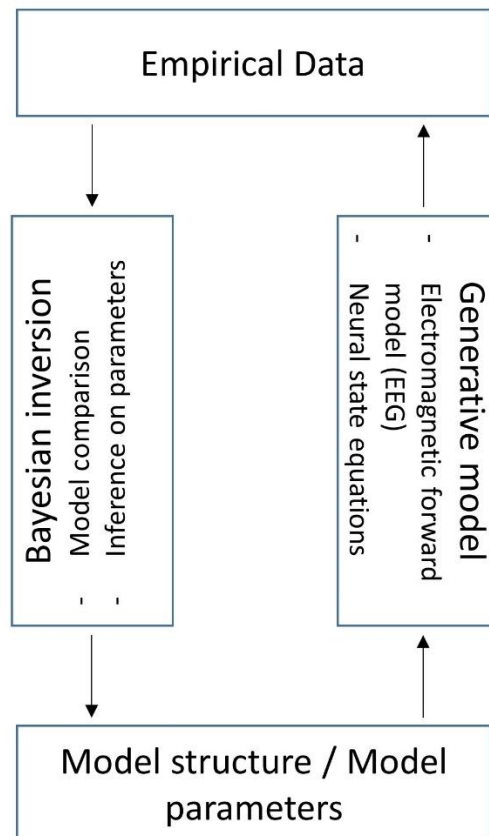 Empirical Data
Bayesian inversion
- Model comparison
- Inference on parameters
Generative model
- Electromagnetic forward
model (EEG)
- Neural state equations
Model structure / Model
parameters